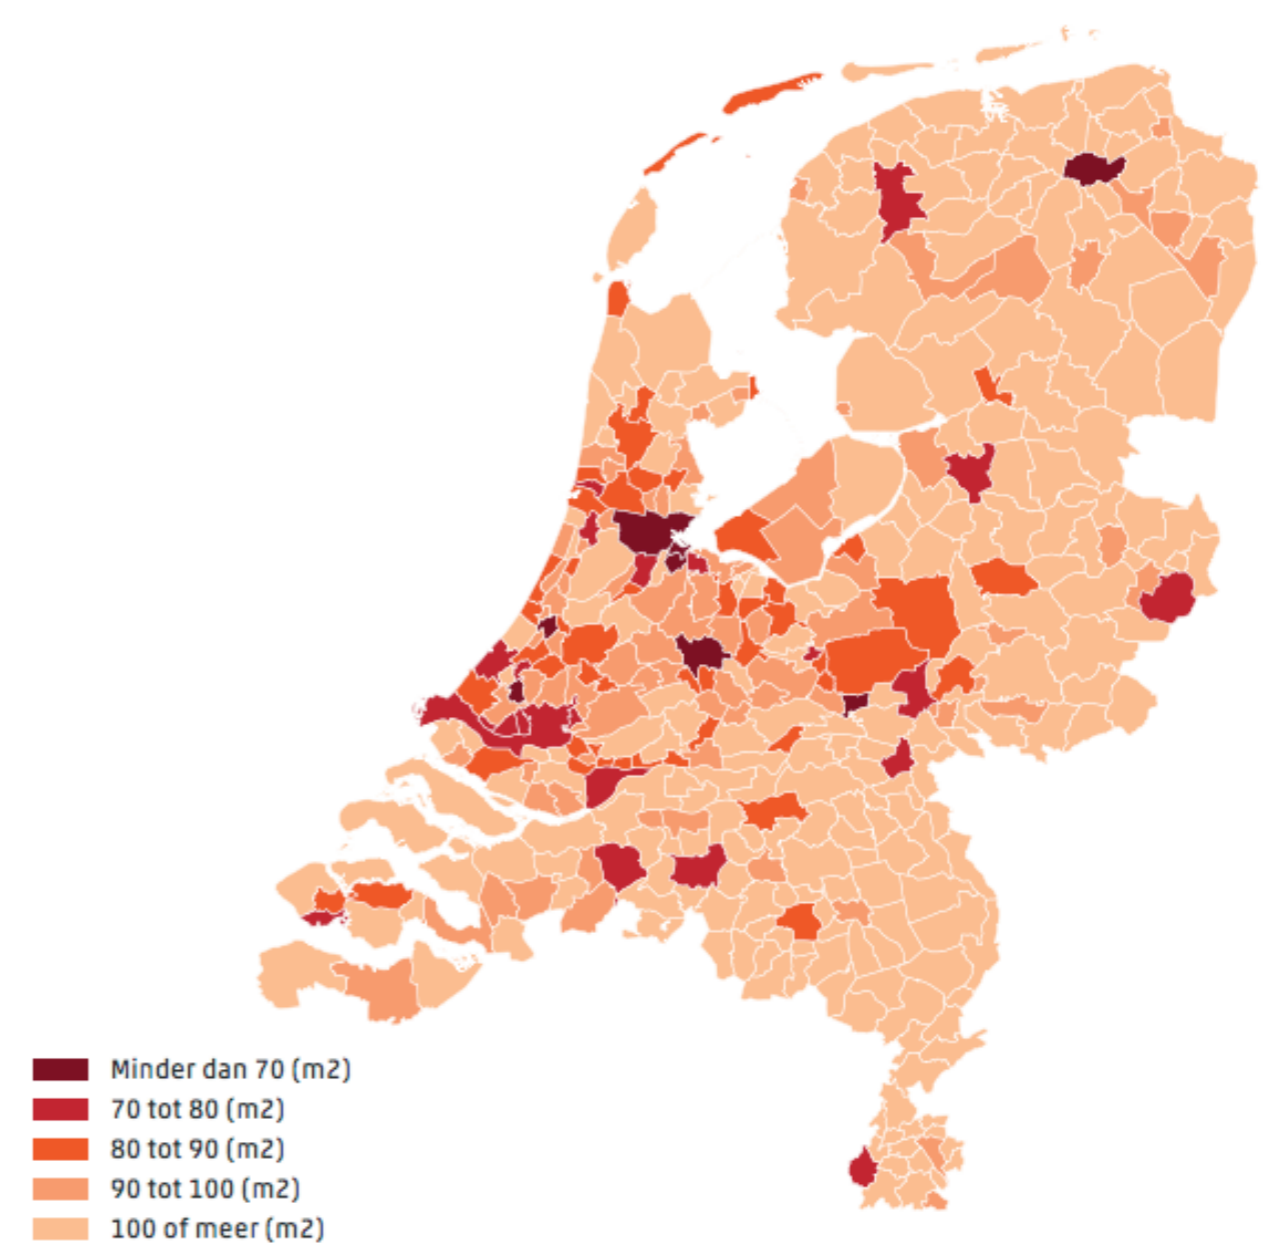 Minder dan 70 (m2)
70 tot 80 (m2)
80 tot 90 (m2)
90 tot 100 (m2)
100 of meer (m2)